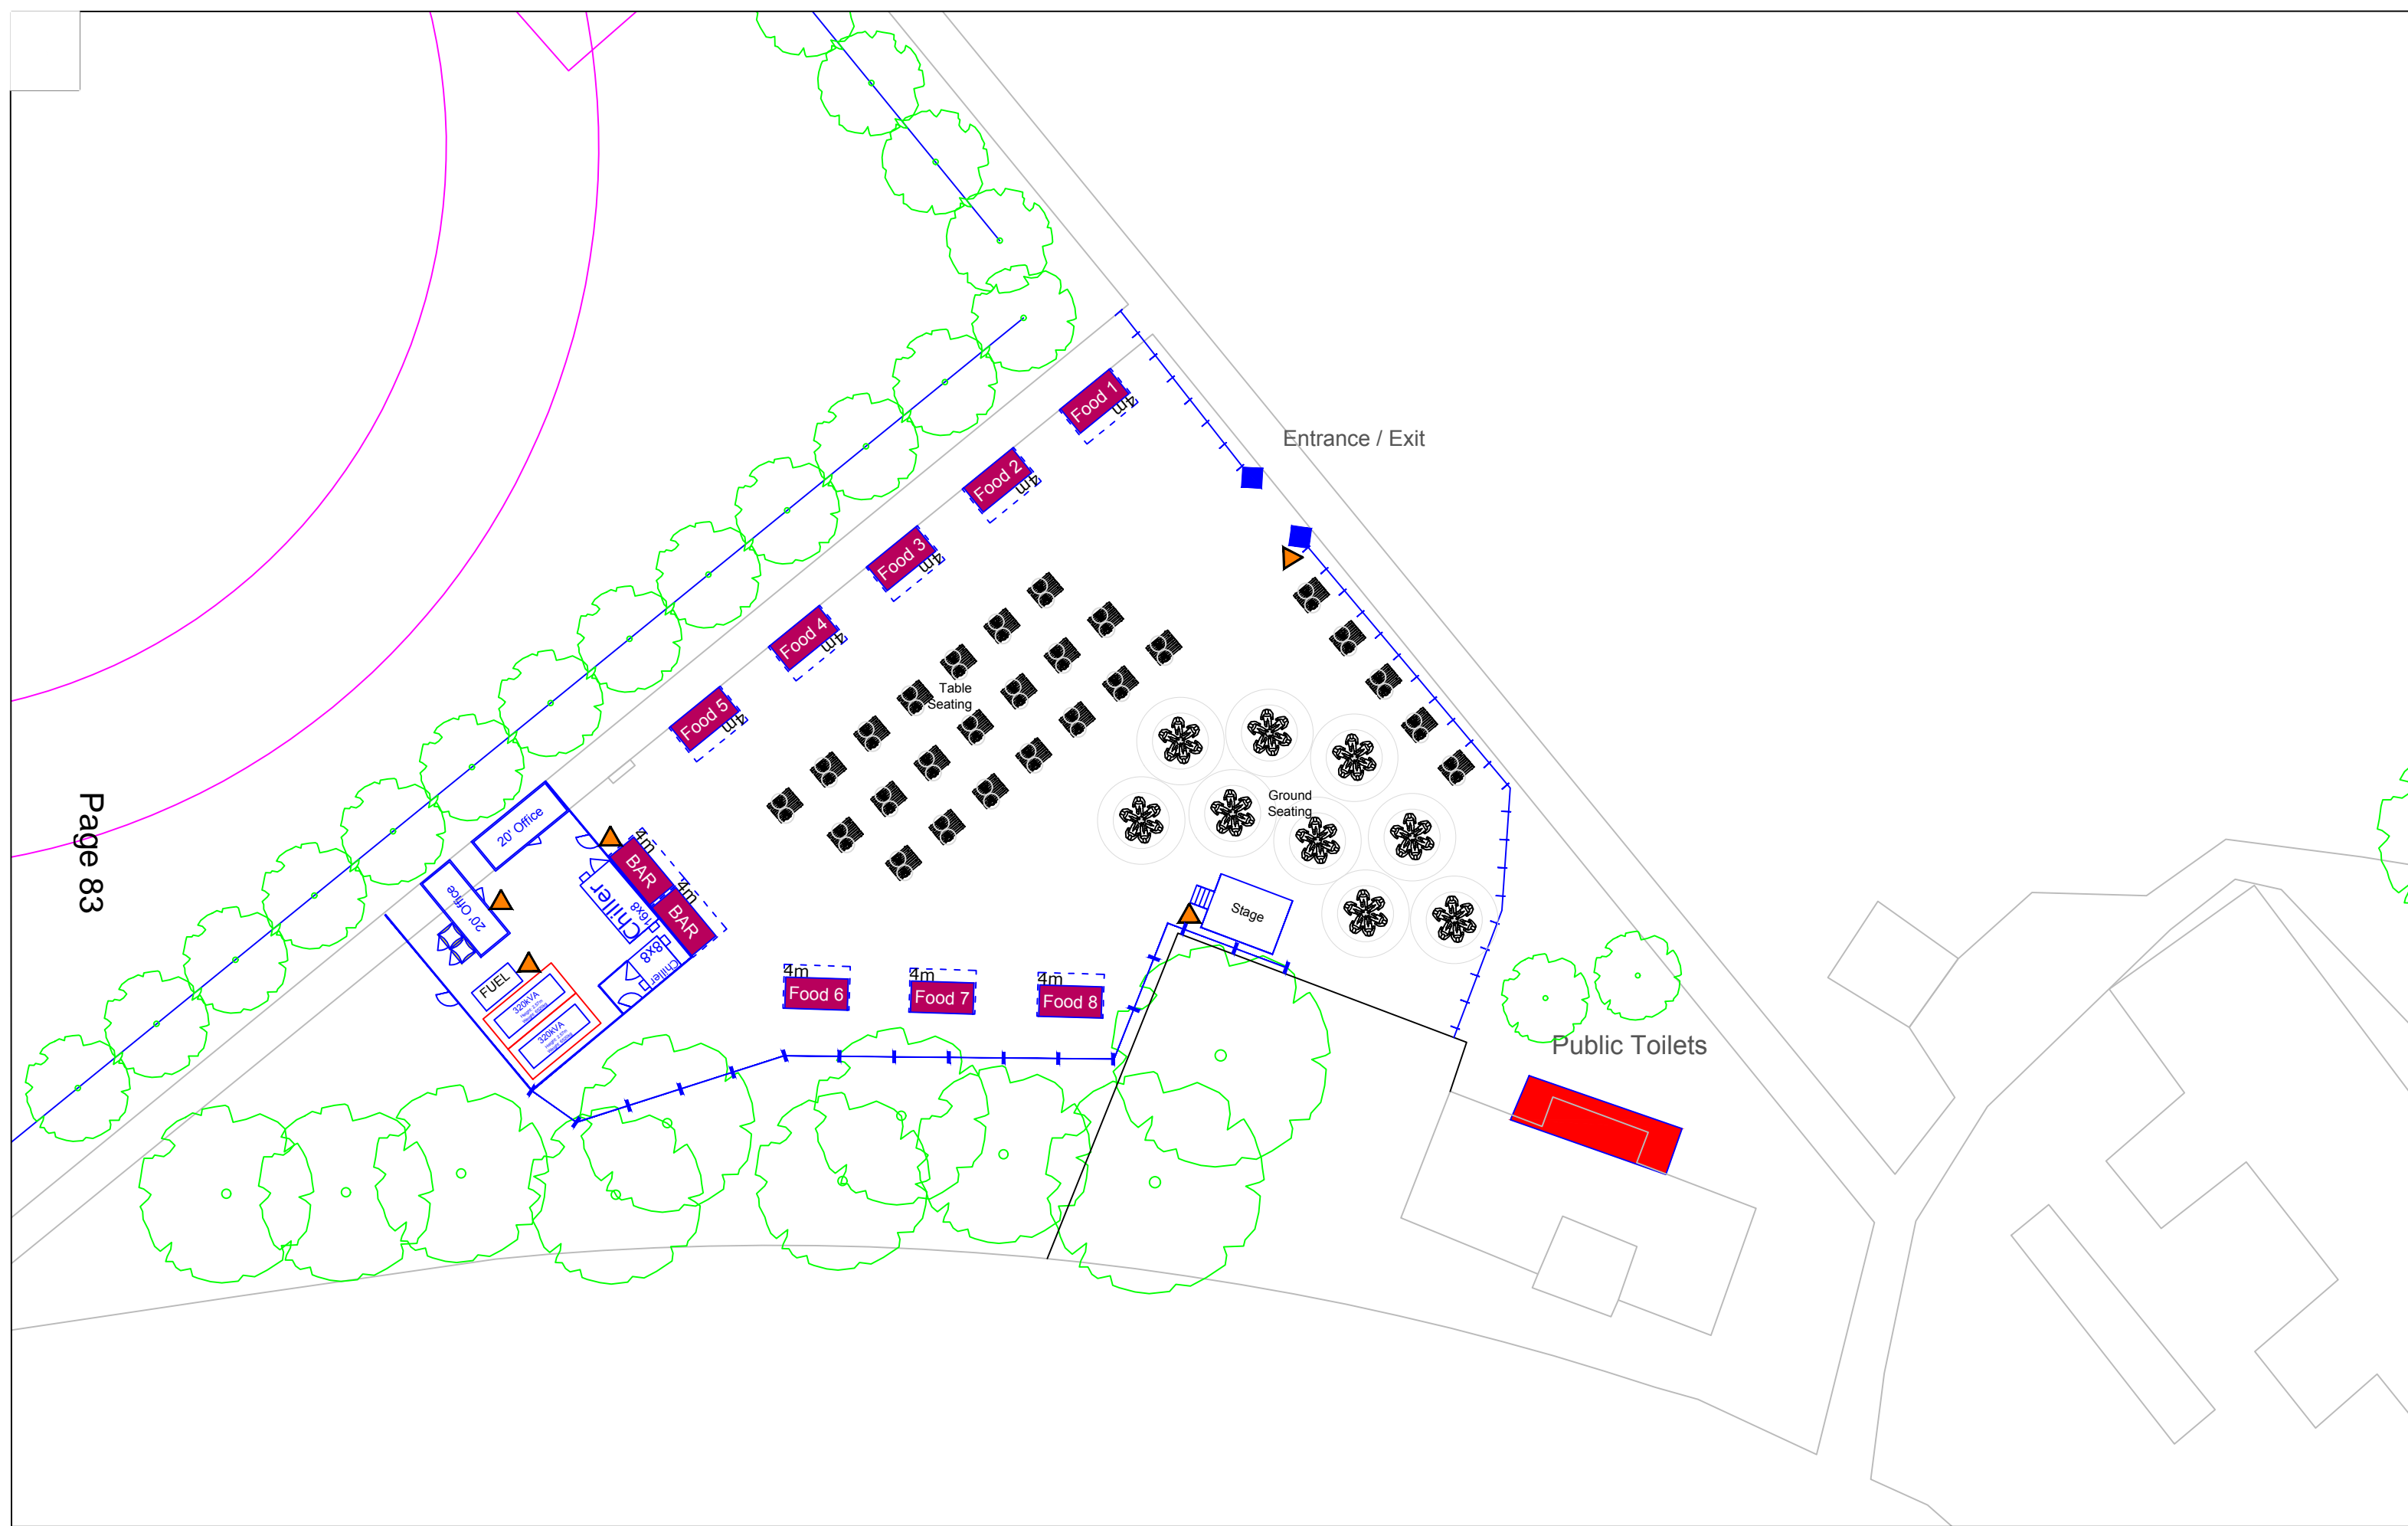 Entrance / Exit
Food 1
4m
Food 2
4m
Food 3
4m
Food 4
4m
Food 5
4m
Table
Seating
Ground
Seating
Page 83
20' Office
20' Office
4m
BAR
4m
BAR
Chiller
16x8
8x8
Chiller
FUEL
320kVA
320kVA
Stage
4m
Food 6
4m
Food 7
4m
Food 8
Public Toilets